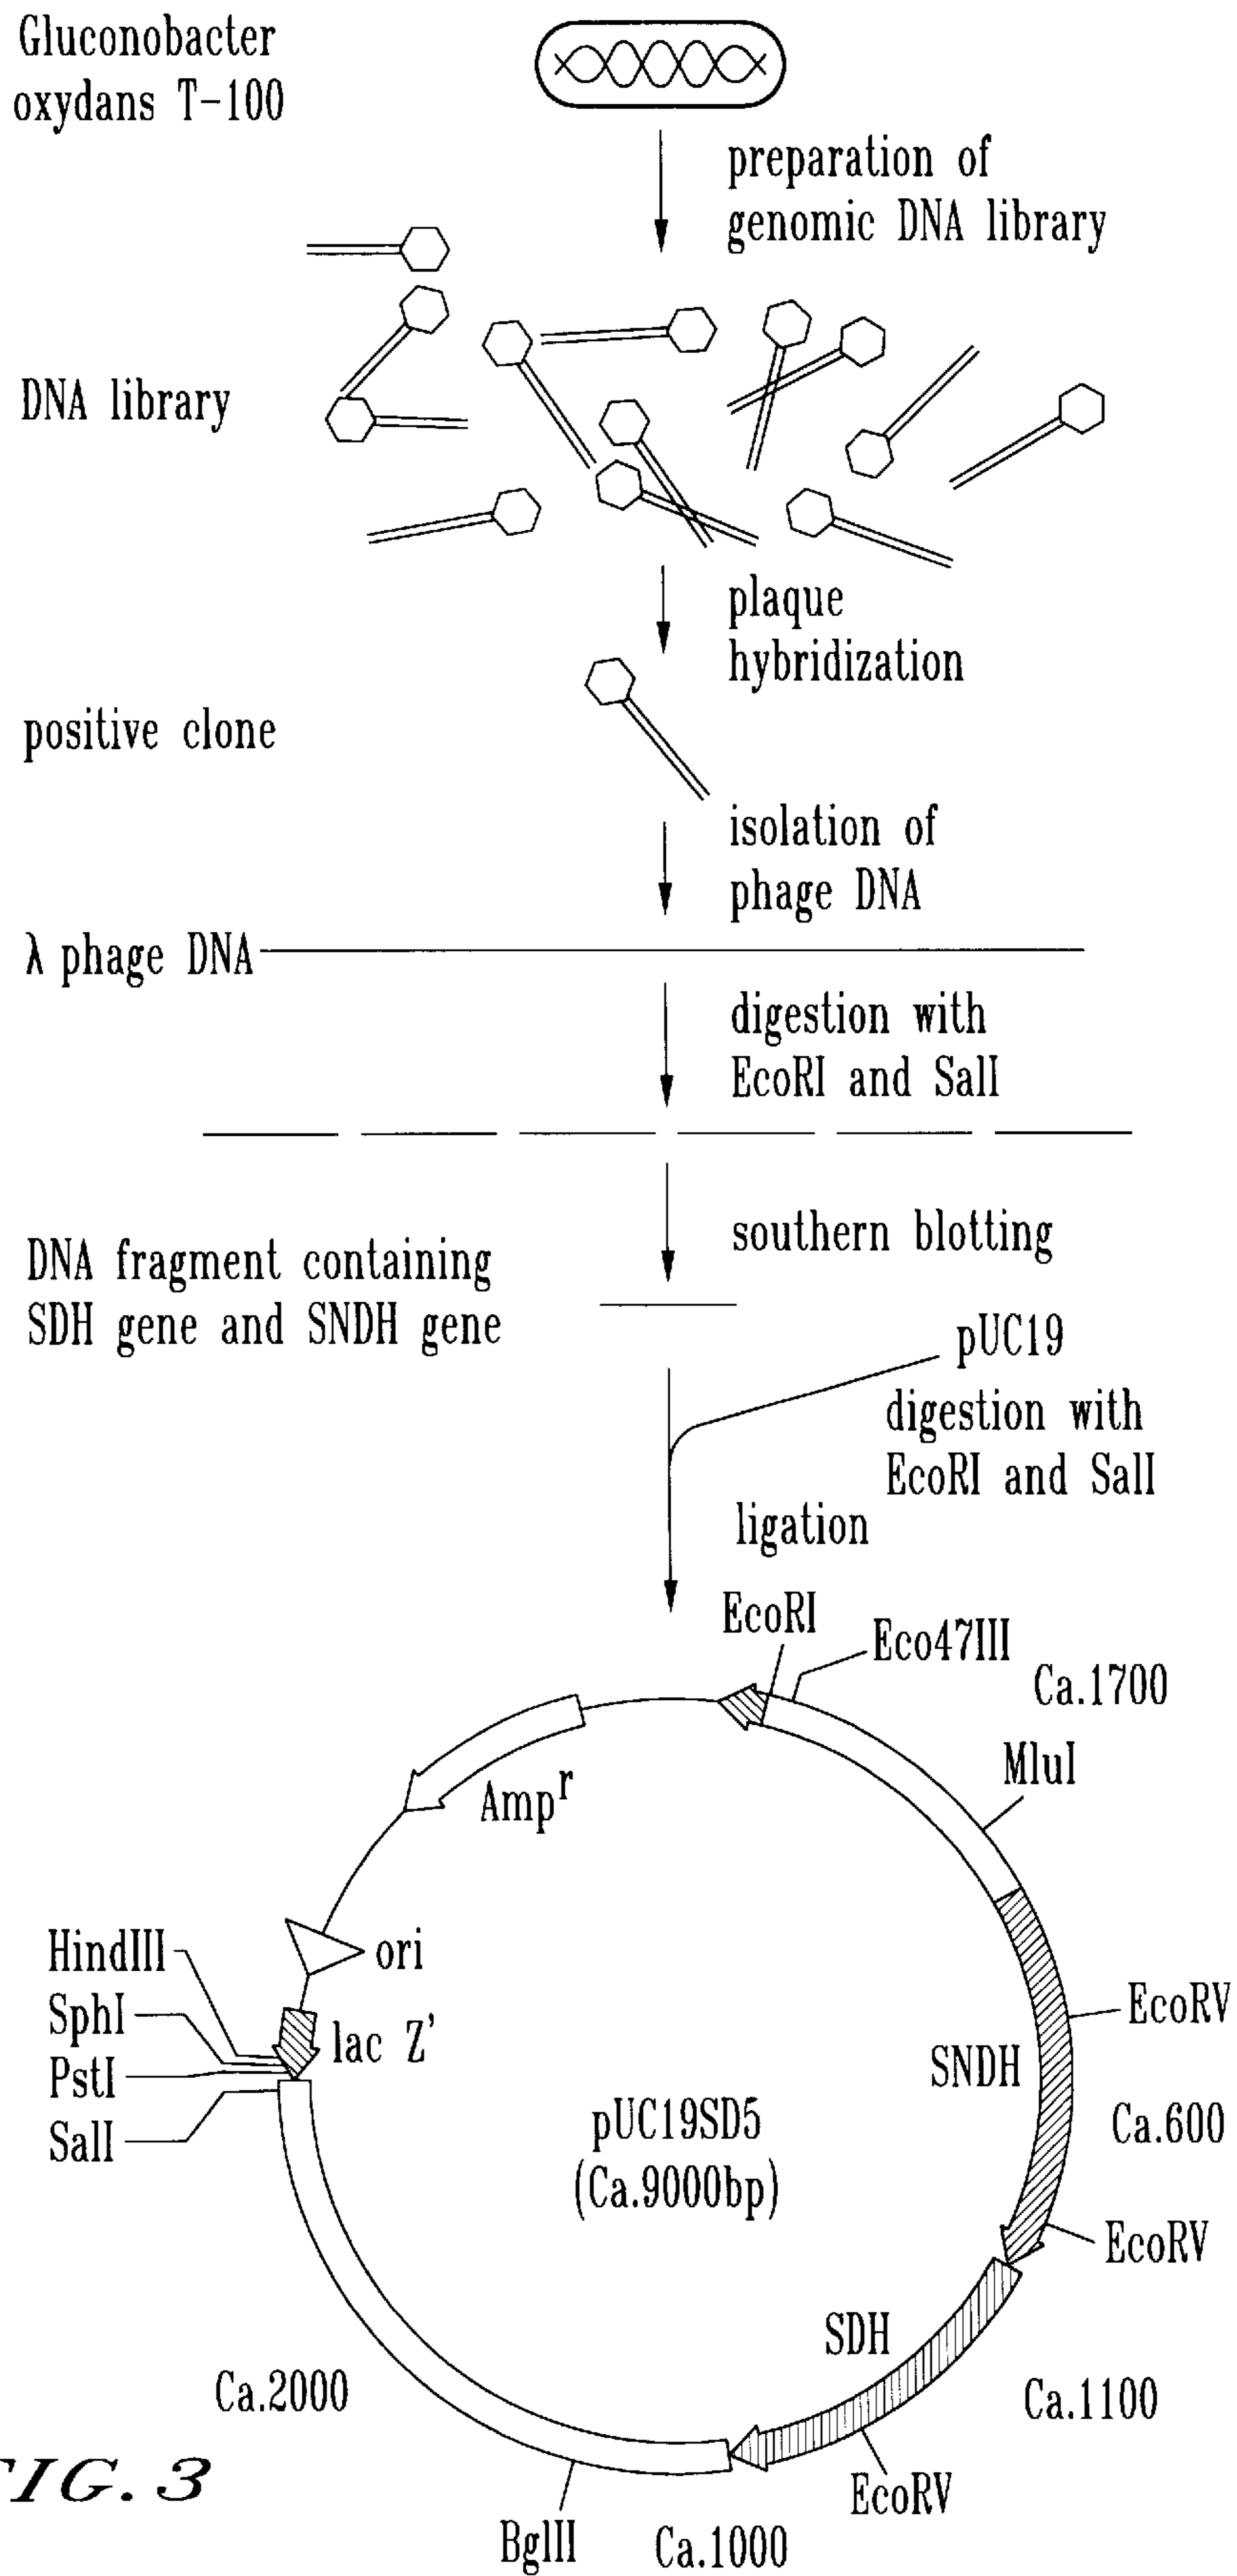 Gluconobacter
oxydans T-100
preparation of
genomic DNA library
DNA library
plaque
hybridization
positive clone
isolation of
phage DNA
λ phage DNA
digestion with
EcoRI and SalI
southern blotting
DNA fragment containing
SDH gene and SNDH gene
pUC19
digestion with
EcoRI and SalI
ligation
EcoRI
Eco47III
Ca.1700
MluI
Ampʳ
HindIII
ori
SphI
lac Z'
PstI
SalI
EcoRV
SNDH
pUC19SD5
(Ca.9000bp)
Ca.600
EcoRV
SDH
Ca.2000
Ca.1100
EcoRV
BglII
Ca.1000
FIG. 3